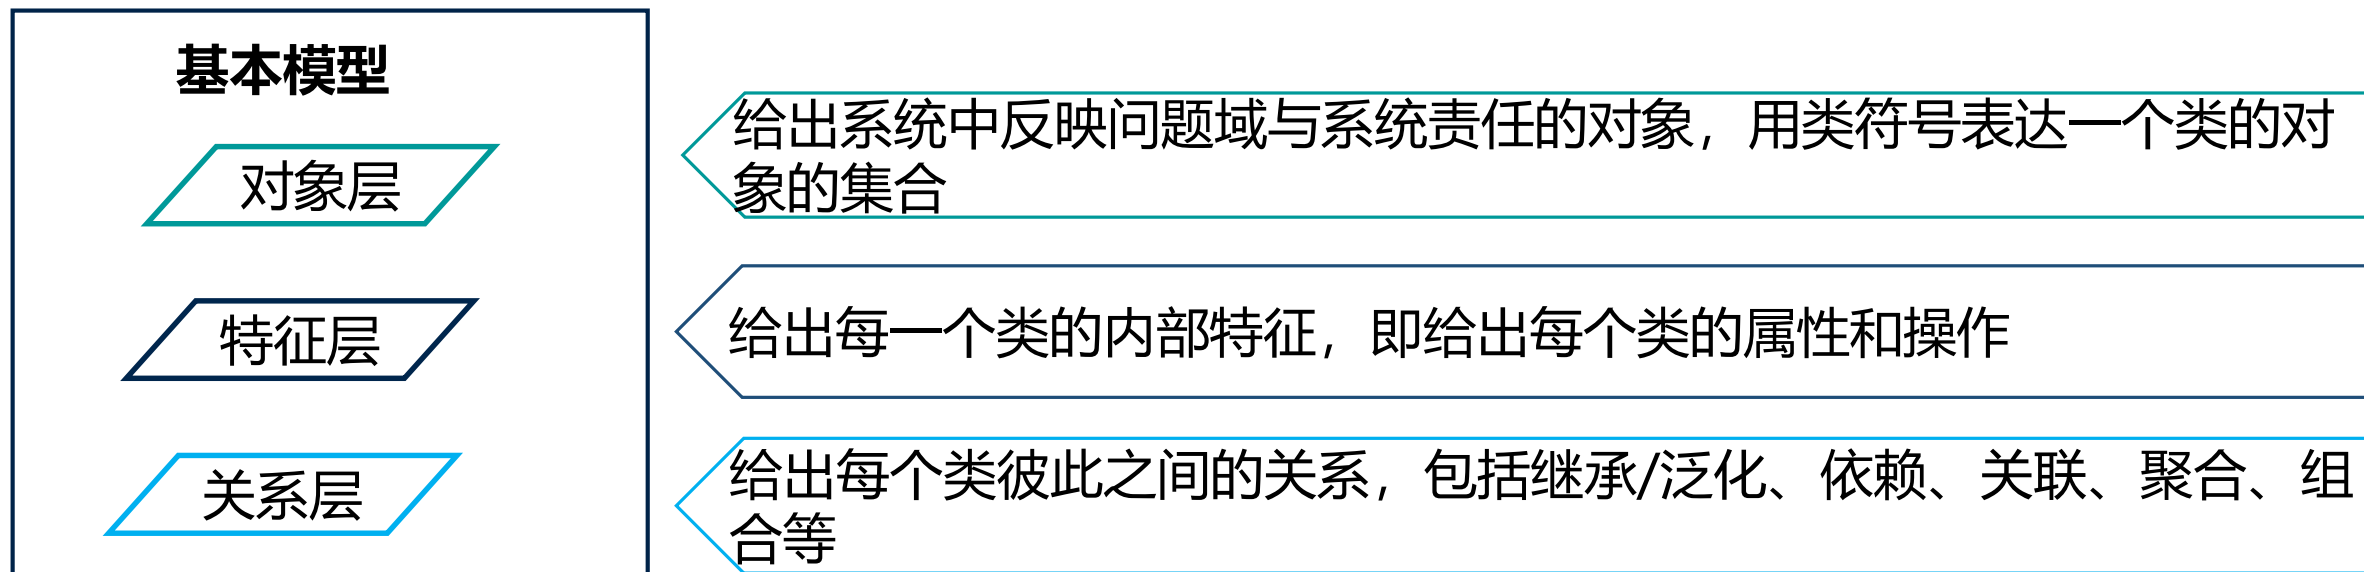 基本模型
对象层
给出系统中反映问题域与系统责任的对象，用类符号表达一个类的对
象的集合
特征层
给出每一个类的内部特征，即给出每个类的属性和操作
关系层
给出每个类彼此之间的关系，包括继承/泛化、依赖、关联、聚合、组
合等